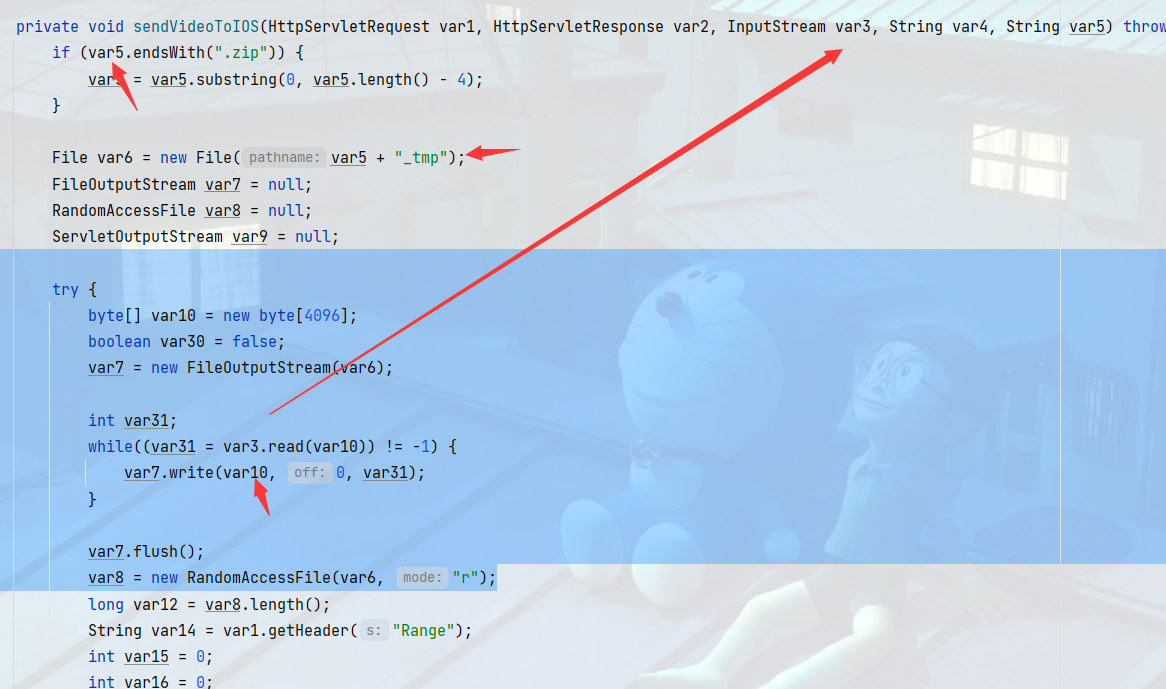 private void sendVideoToIOS(HttpServletRequest var1, HttpServletResponse var2, InputStream var3, String var4, String var5) throw
if (var5.endsWith(".zip")) {
var5 = var5.substring(0, var5.length() - 4);
}
File var6 = new File( pathname: var5 + "_tmp");
FileOutputStream var7 = null;
RandomAccessFile var8 = null;
ServletOutputStream var9 = null;
try {
byte[] var10 = new byte[4096];
boolean var30 = false;
var7 = new FileOutputStream(var6);
int var31;
while((var31 = var3.read(var10)) != -1) {
var7.write(var10, off: 0, var31);
}
var7.flush();
var8 = new RandomAccessFile(var6, mode: "r");
long var12 = var8.length();
String var14 = var1.getHeader( s: "Range");
int var15 = 0;
int var16 = 0;